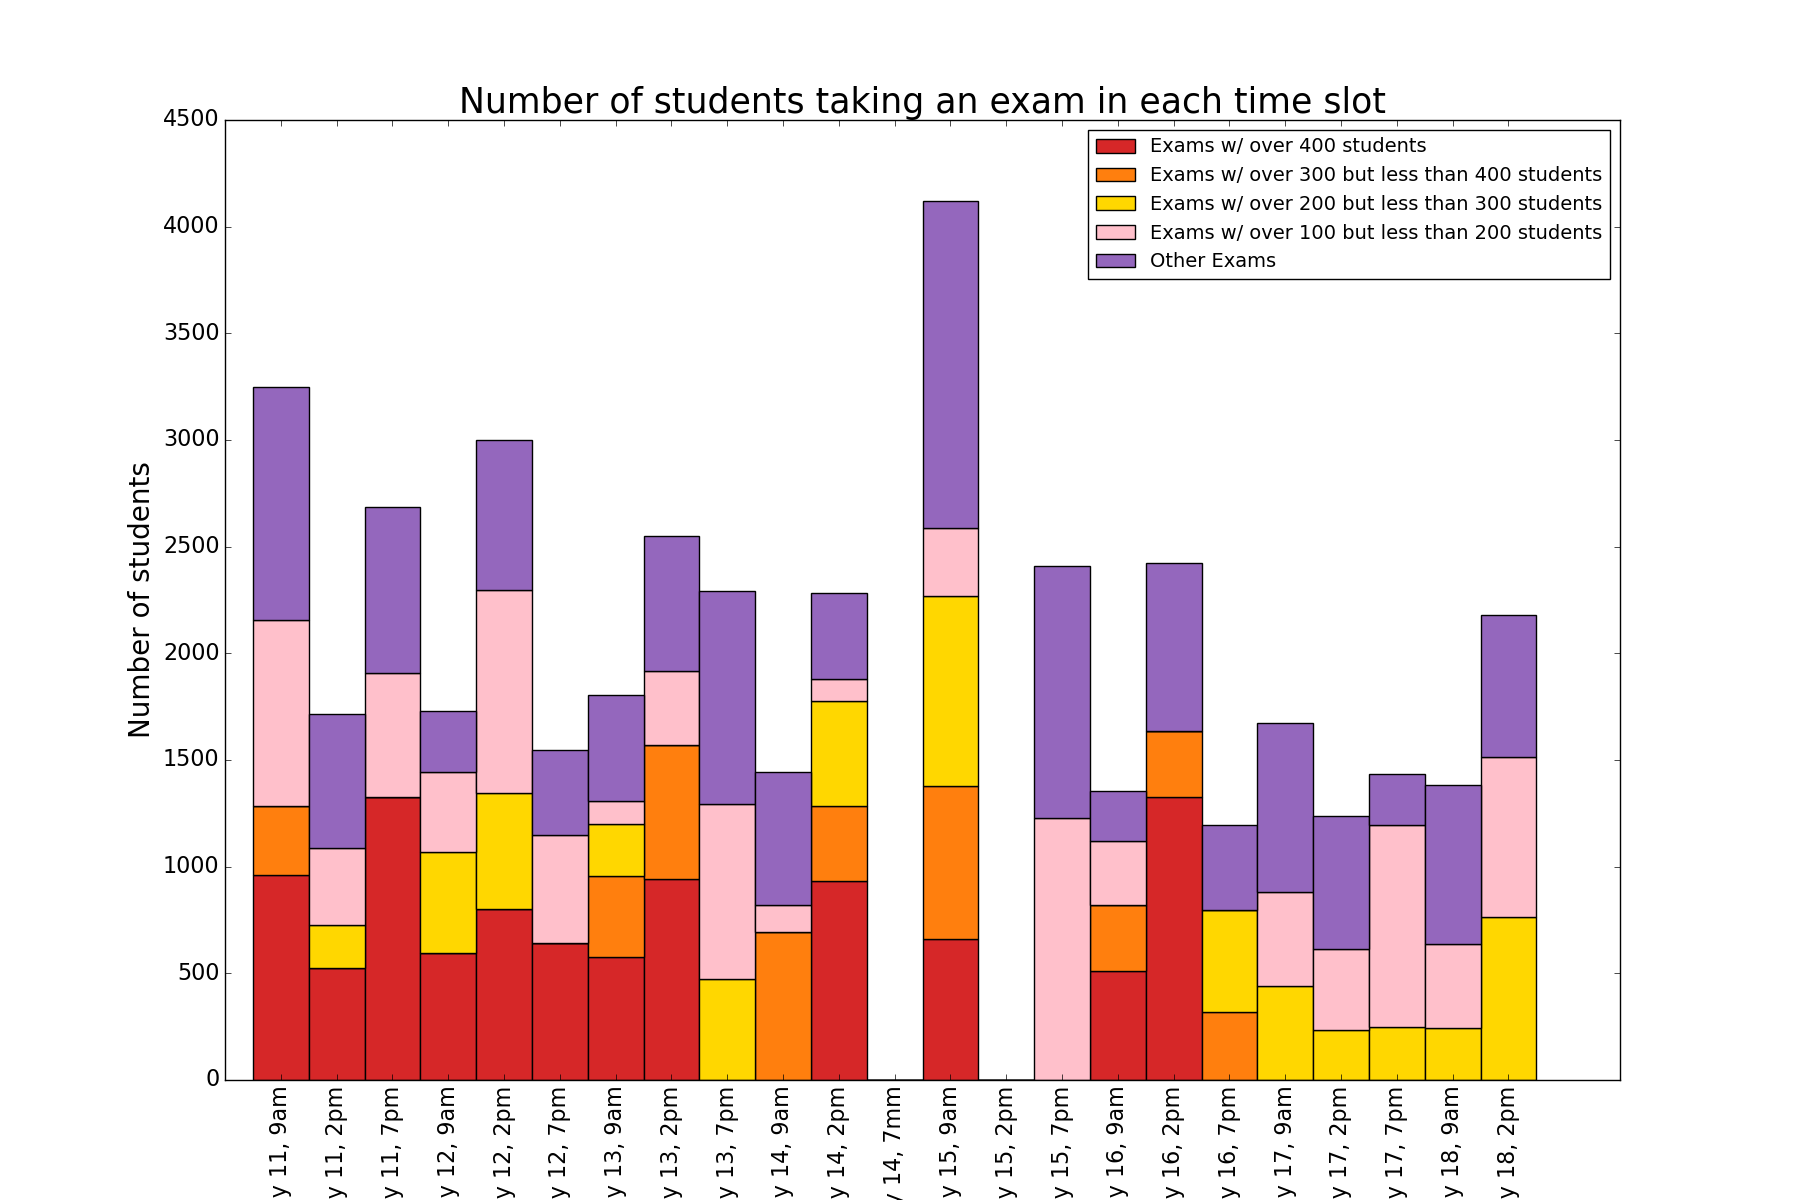 Number of students taking an exam in each time slot
Number of students
4500
4000
3500
3000
2500
2000
1500
1000
500
0
Exams w/ over 400 students
Exams w/ over 300 but less than 400 students
Exams w/ over 200 but less than 300 students
Exams w/ over 100 but less than 200 students
Other Exams
y 11, 9am
y 11, 2pm
y 11, 7pm
y 12, 9am
y 12, 2pm
y 12, 7pm
y 13, 9am
y 13, 2pm
y 13, 7pm
y 14, 9am
y 14, 2pm
y 14, 7mm
y 15, 9am
y 15, 2pm
y 15, 7pm
y 16, 9am
y 16, 2pm
y 16, 7pm
y 17, 9am
y 17, 2pm
y 17, 7pm
y 18, 9am
y 18, 2pm